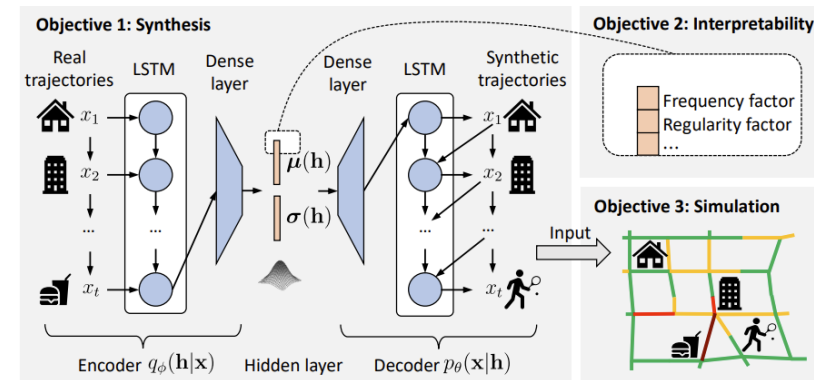 Objective 1: Synthesis
Real trajectories
LSTM
Dense layer
Dense layer
LSTM
Synthetic trajectories
x₁
x₂
...
...
xₜ
μ(h)
σ(h)
x₁
x₂
...
...
xₜ
Encoder qϕ(h|x)
Hidden layer
Decoder pθ(x|h)
Objective 2: Interpretability
Frequency factor
Regularity factor
...
Input
Objective 3: Simulation